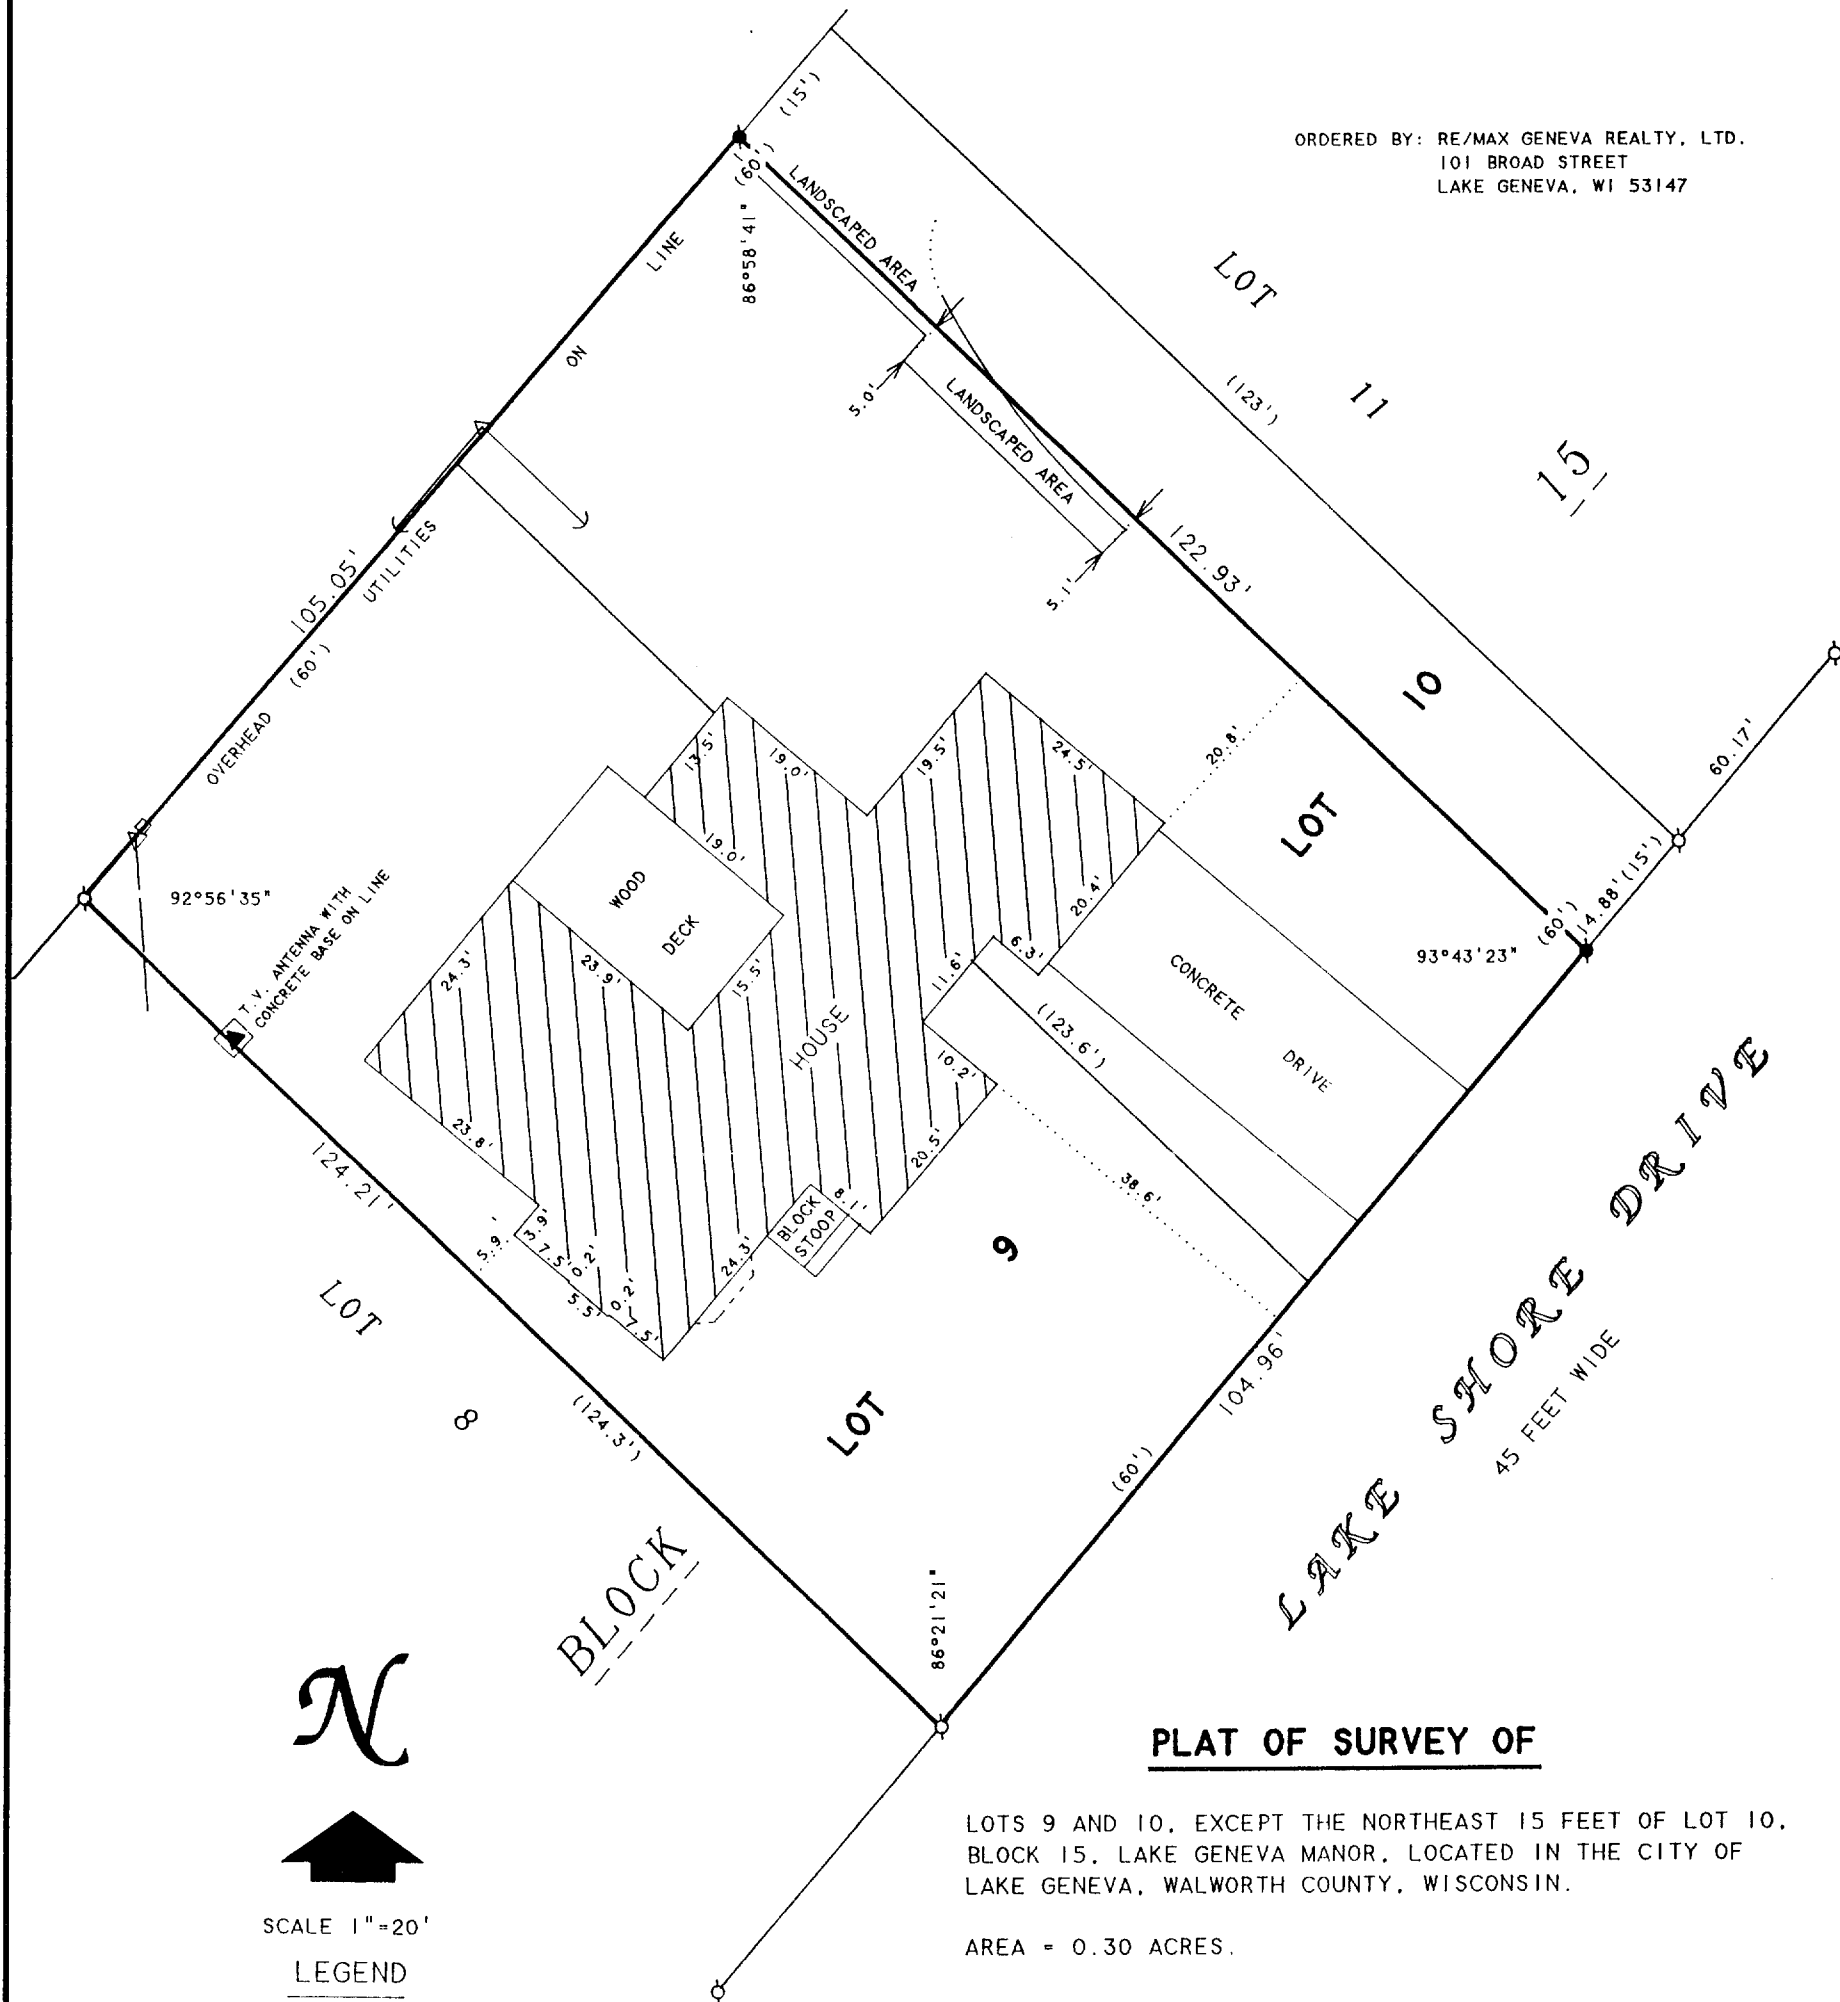 ORDERED BY: RE/MAX GENEVA REALTY, LTD.
101 BROAD STREET
LAKE GENEVA, WI 53147
(15')
(60')
LANDSCAPED AREA
86°58'41"
LINE
ON
LOT
11
15
(123')
5.0'
LANDSCAPED AREA
5.1'
122.93'
105.05'
UTILITIES
(60')
OVERHEAD
10
LOT
60.17'
14.88'
(15')
(60')
93°43'23"
13.5'
19.0'
19.5'
24.5'
20.8'
19.0'
WOOD
DECK
92°56'35"
T.V. ANTENNA WITH
CONCRETE BASE ON LINE
24.3'
23.9'
15.5'
HOUSE
11.6'
6.3'
20.4'
CONCRETE
DRIVE
(123.6')
10.2'
20.5'
38.6'
23.8'
124.21'
5.9'
3.9'
7.5'
0.2'
5.5'
0.2'
7.5'
24.3'
BLOCK
STOOP
8.1'
9
LOT
LOT
8
(124.3')
104.96'
(60')
LAKE SHORE DRIVE
45 FEET WIDE
BLOCK
86°21'21"
N
SCALE 1"=20'
LEGEND
PLAT OF SURVEY OF
LOTS 9 AND 10, EXCEPT THE NORTHEAST 15 FEET OF LOT 10,
BLOCK 15, LAKE GENEVA MANOR, LOCATED IN THE CITY OF
LAKE GENEVA, WALWORTH COUNTY, WISCONSIN.
AREA = 0.30 ACRES.